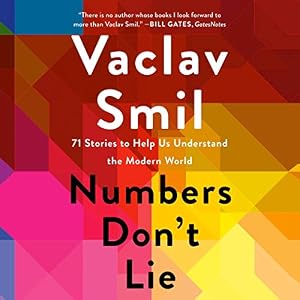 "There is no author whose books I look forward to
more than Vaclav Smil." —BILL GATES, GatesNotes
Vaclav
Smil
71 Stories to Help Us Understand
the Modern World
Numbers
Don't
Lie